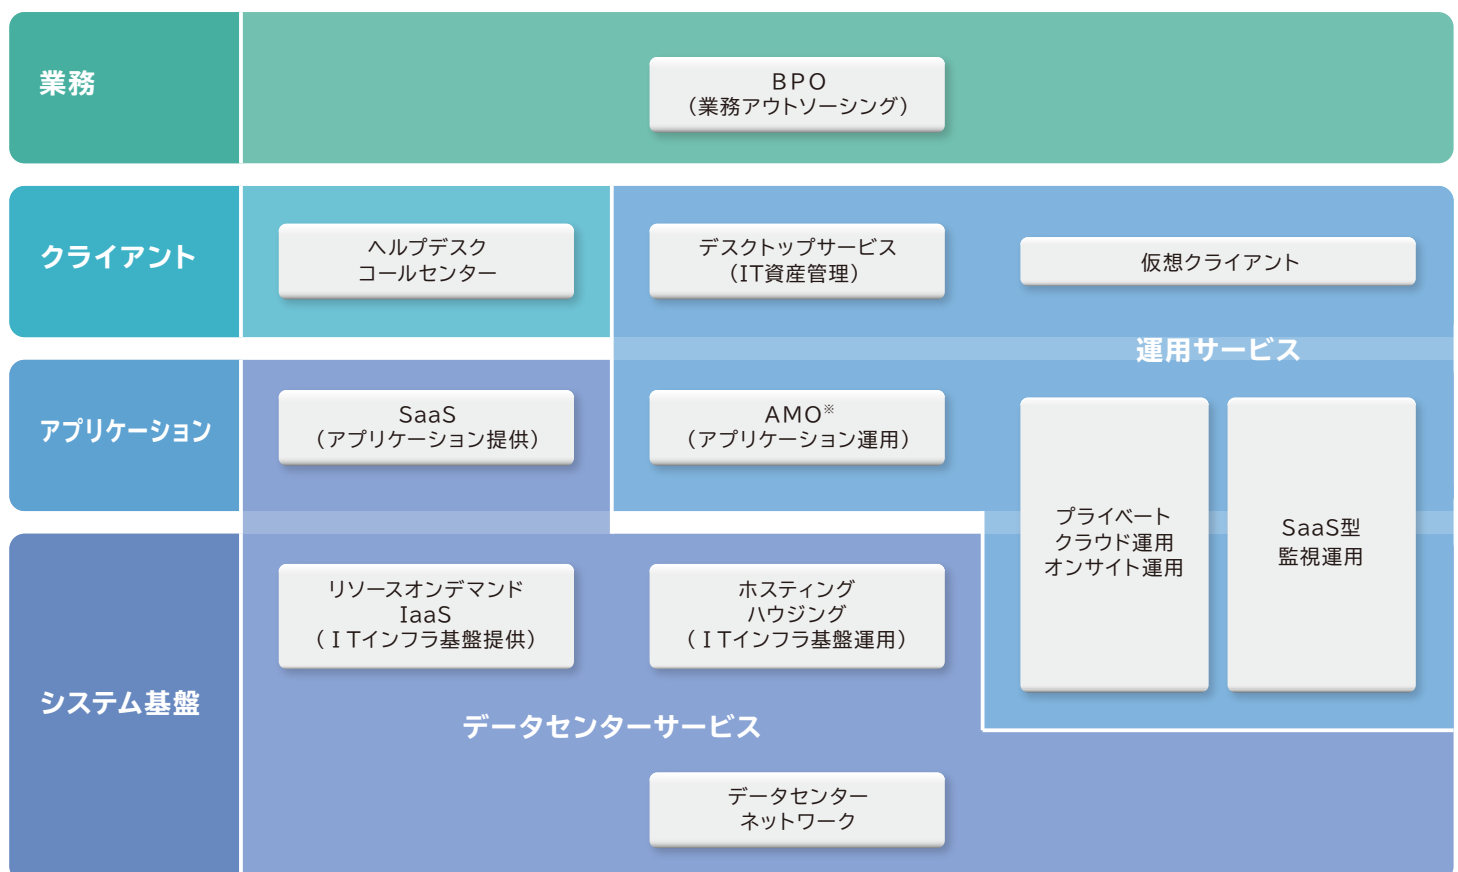 業務
BPO
（業務アウトソーシング）
クライアント
ヘルプデスク
コールセンター
デスクトップサービス
（IT資産管理）
仮想クライアント
運用サービス
アプリケーション
SaaS
（アプリケーション提供）
AMO※
（アプリケーション運用）
プライベート
クラウド運用
オンサイト運用
SaaS型
監視運用
システム基盤
リソースオンデマンド
IaaS
（ＩTインフラ基盤提供）
ホスティング
ハウジング
（ＩTインフラ基盤運用）
データセンターサービス
データセンター
ネットワーク